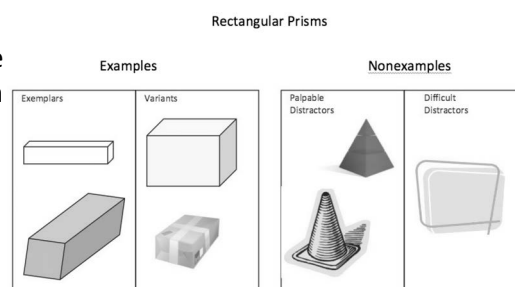 Rectangular Prisms
Examples
Nonexamples
Exemplars
Variants
Palpable
Distractors
Difficult
Distractors